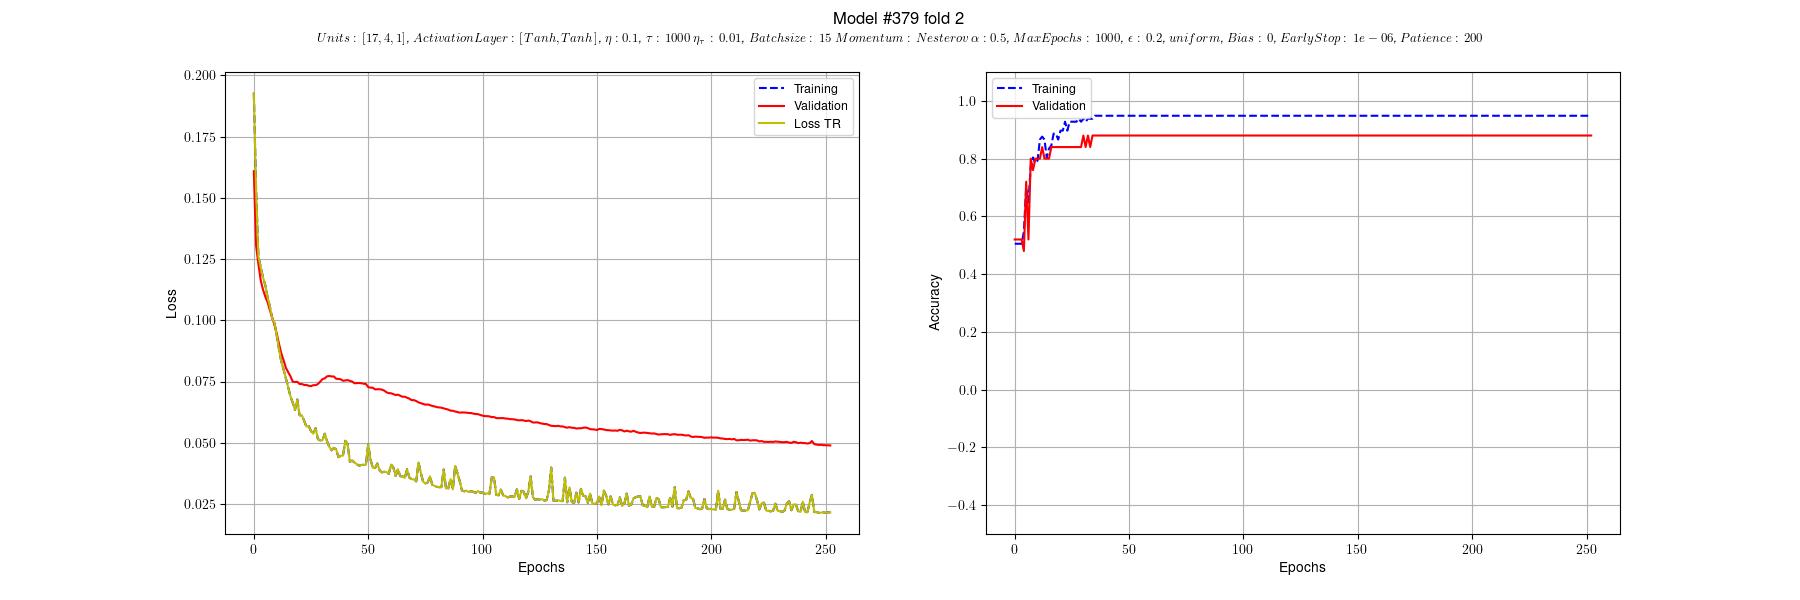 Model #379 fold 2
Units : [17, 4, 1], ActivationLayer : [Tanh, Tanh], η : 0.1, τ : 1000 ητ : 0.01, Batchsize : 15 Momentum : Nesterov α : 0.5, MaxEpochs : 1000, ϵ : 0.2, uniform, Bias : 0, EarlyStop : 1e − 06, Patience : 200
0.200
0.175
0.150
0.125
0.100
0.075
0.050
0.025
Loss
Training
Validation
Loss TR
0 50 100 150 200 250
Epochs
1.0
0.8
0.6
0.4
0.2
0.0
−0.2
−0.4
Accuracy
Training
Validation
0 50 100 150 200 250
Epochs